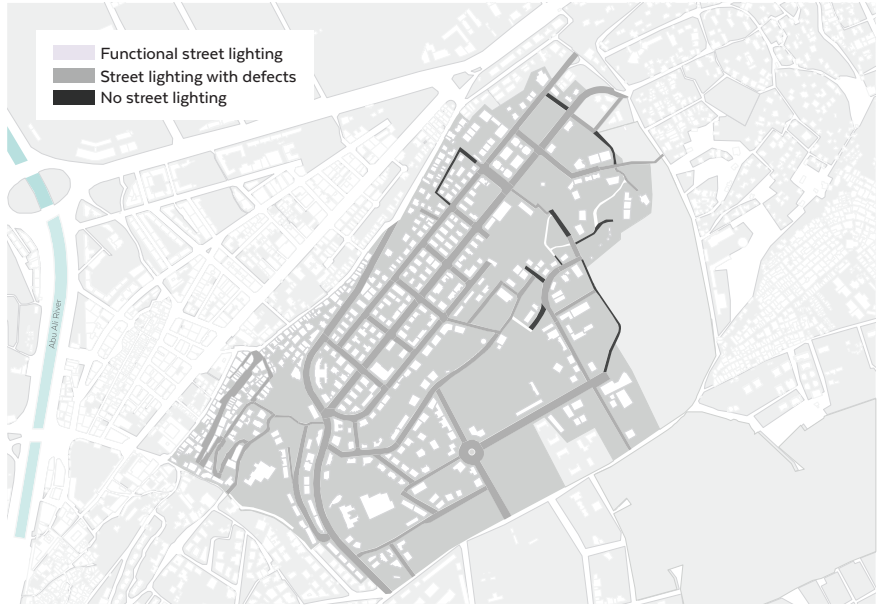 Functional street lighting
Street lighting with defects
No street lighting
Abu Ali River